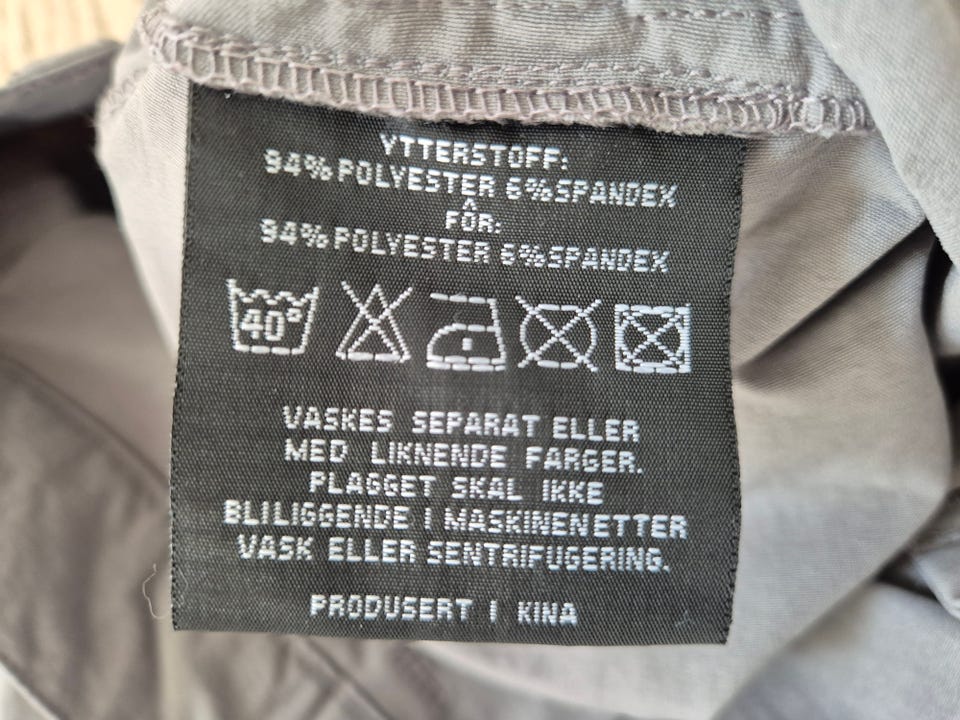 YTTERSTOFF:
94% POLYESTER 6% SPANDEX
FÔR:
94% POLYESTER 6% SPANDEX
40°
VASKES SEPARAT ELLER
MED LIKNENDE FARGER.
PLAGGET SKAL IKKE
BLI LIGGENDE I MASKINEN ETTER
VASK ELLER SENTRIFUGERING.
PRODUSERT I KINA